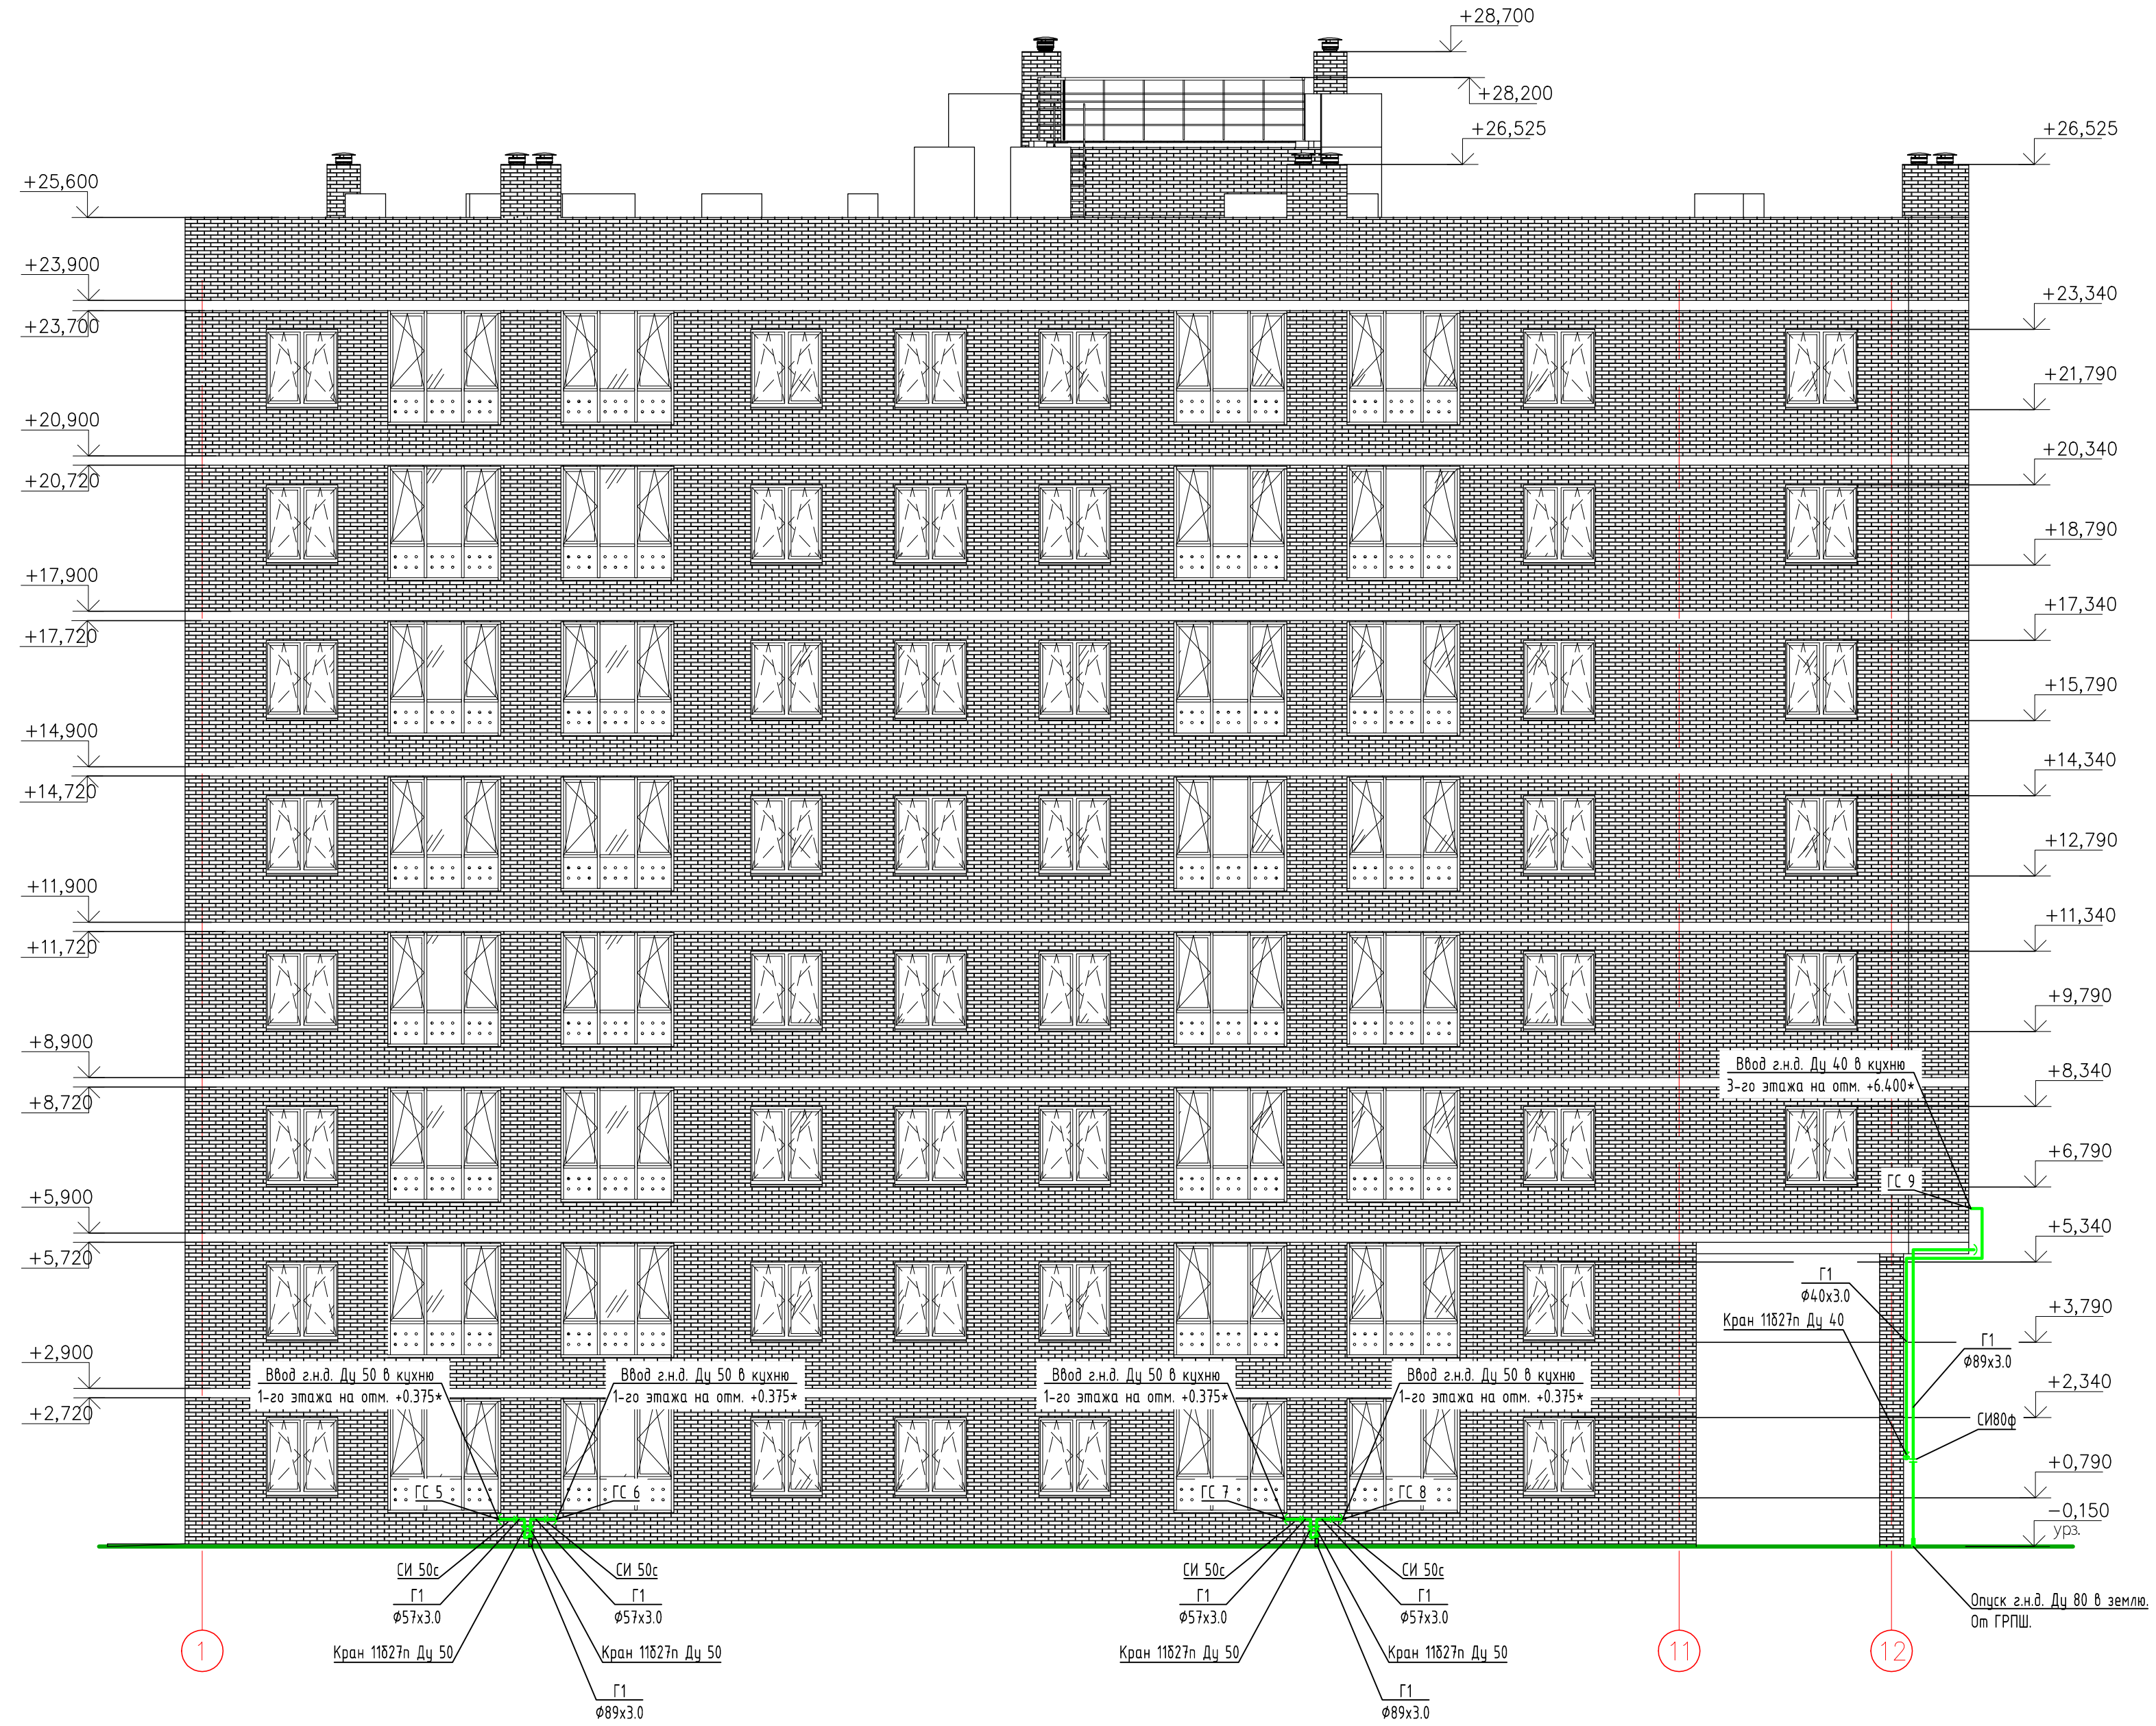 +28,700
+28,200
+26,525
+26,525
+25,600
+23,900
+23,700
+23,340
+21,790
+20,900
+20,720
+20,340
+18,790
+17,900
+17,720
+17,340
+15,790
+14,900
+14,720
+14,340
+12,790
+11,900
+11,720
+11,340
+9,790
+8,900
+8,720
Ввод г.н.д. Ду 40 в кухню
3-го этажа на отм. +6.400*
+8,340
+6,790
ГС 9
+5,900
+5,720
+5,340
Г1
Ф40х3.0
+3,790
Кран 11б27п Ду 40
Г1
Ф89х3.0
+2,900
+2,720
Ввод г.н.д. Ду 50 в кухню
1-го этажа на отм. +0.375*
Ввод г.н.д. Ду 50 в кухню
1-го этажа на отм. +0.375*
Ввод г.н.д. Ду 50 в кухню
1-го этажа на отм. +0.375*
Ввод г.н.д. Ду 50 в кухню
1-го этажа на отм. +0.375*
+2,340
СИ80ф
+0,790
ГС 5
ГС 6
ГС 7
ГС 8
-0,150
урз.
СИ 50с
СИ 50с
СИ 50с
СИ 50с
Г1
Ф57х3.0
Г1
Ф57х3.0
Г1
Ф57х3.0
Г1
Ф57х3.0
Опуск г.н.д. Ду 80 в землю.
От ГРПШ.
1
Кран 11б27п Ду 50
Кран 11б27п Ду 50
Кран 11б27п Ду 50
Кран 11б27п Ду 50
11
12
Г1
Ф89х3.0
Г1
Ф89х3.0